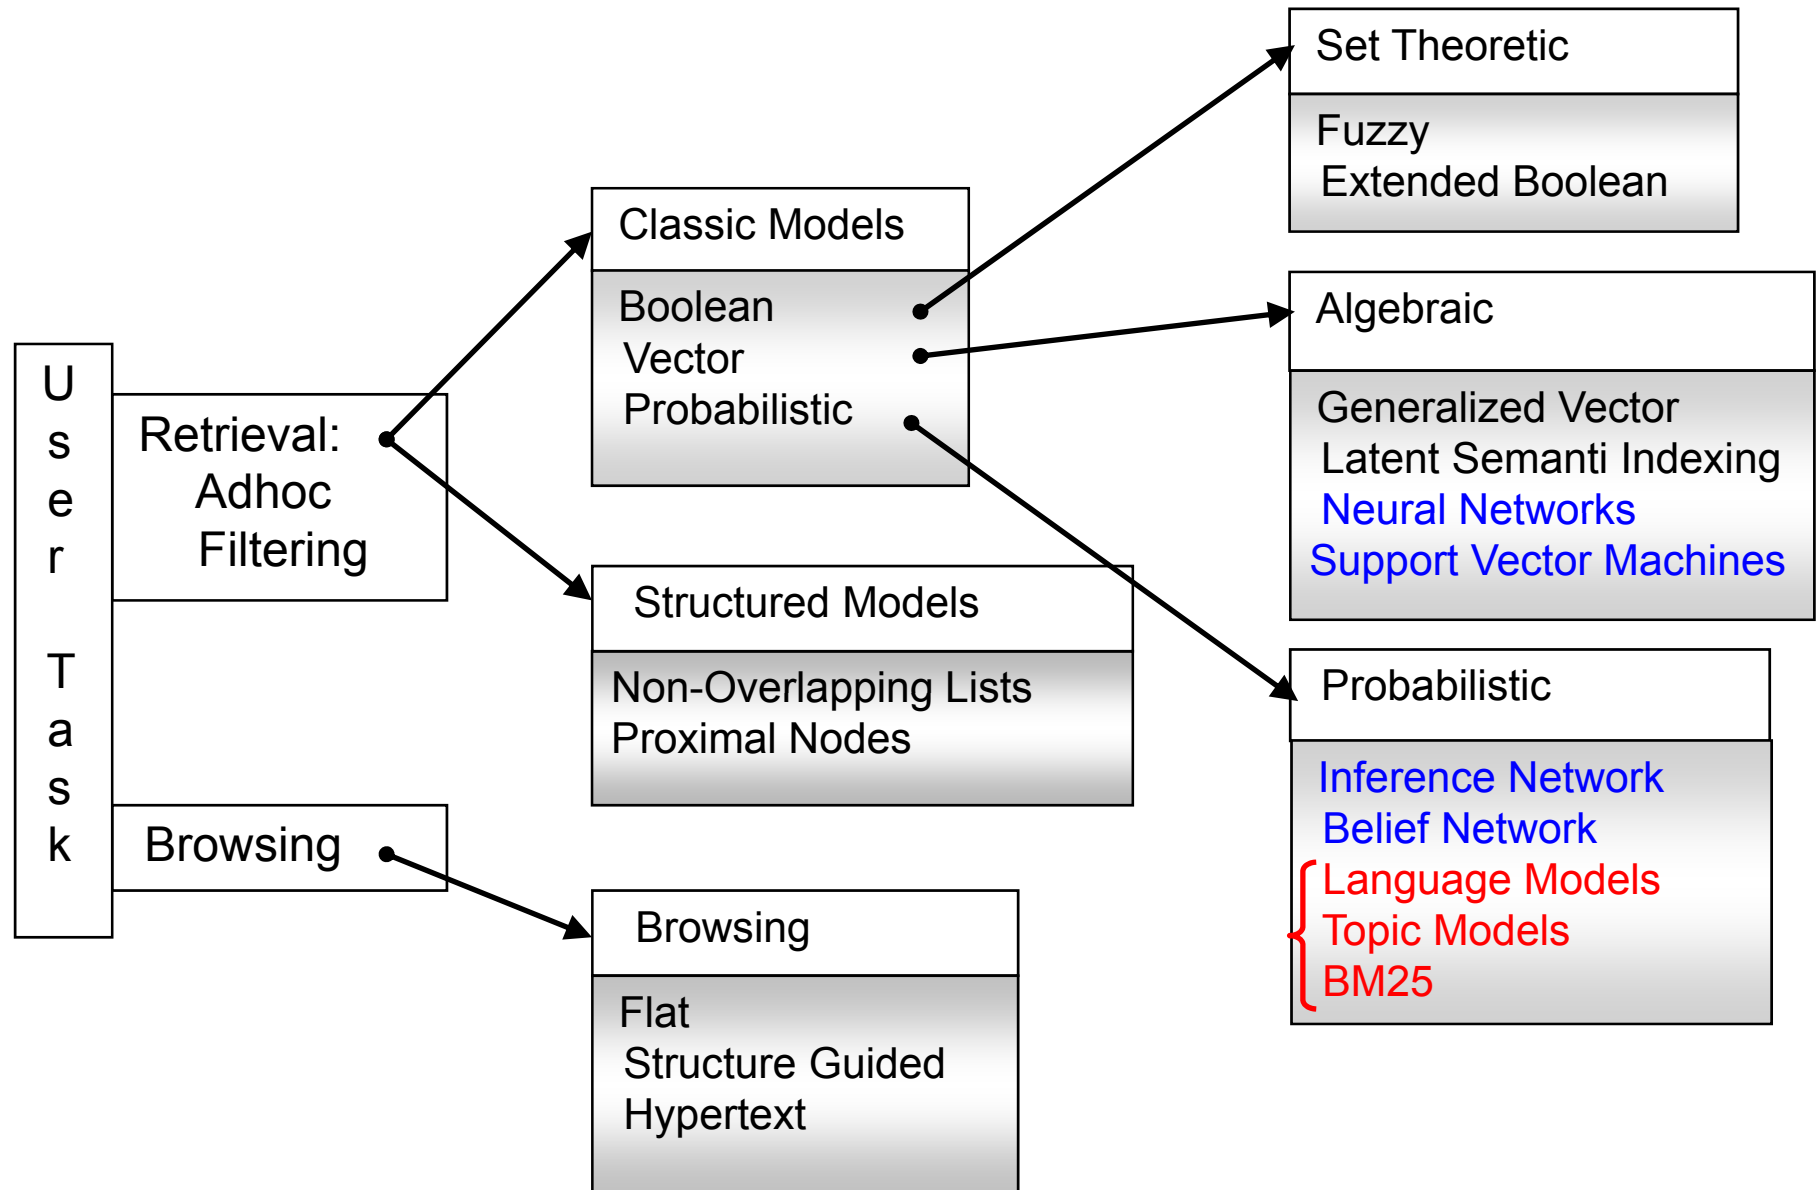 User Task
Retrieval:
Adhoc
Filtering
Browsing
Classic Models
Boolean
Vector
Probabilistic
Structured Models
Non-Overlapping Lists
Proximal Nodes
Browsing
Flat
Structure Guided
Hypertext
Set Theoretic
Fuzzy
Extended Boolean
Algebraic
Generalized Vector
Latent Semanti Indexing
Neural Networks
Support Vector Machines
Probabilistic
Inference Network
Belief Network
Language Models
Topic Models
BM25